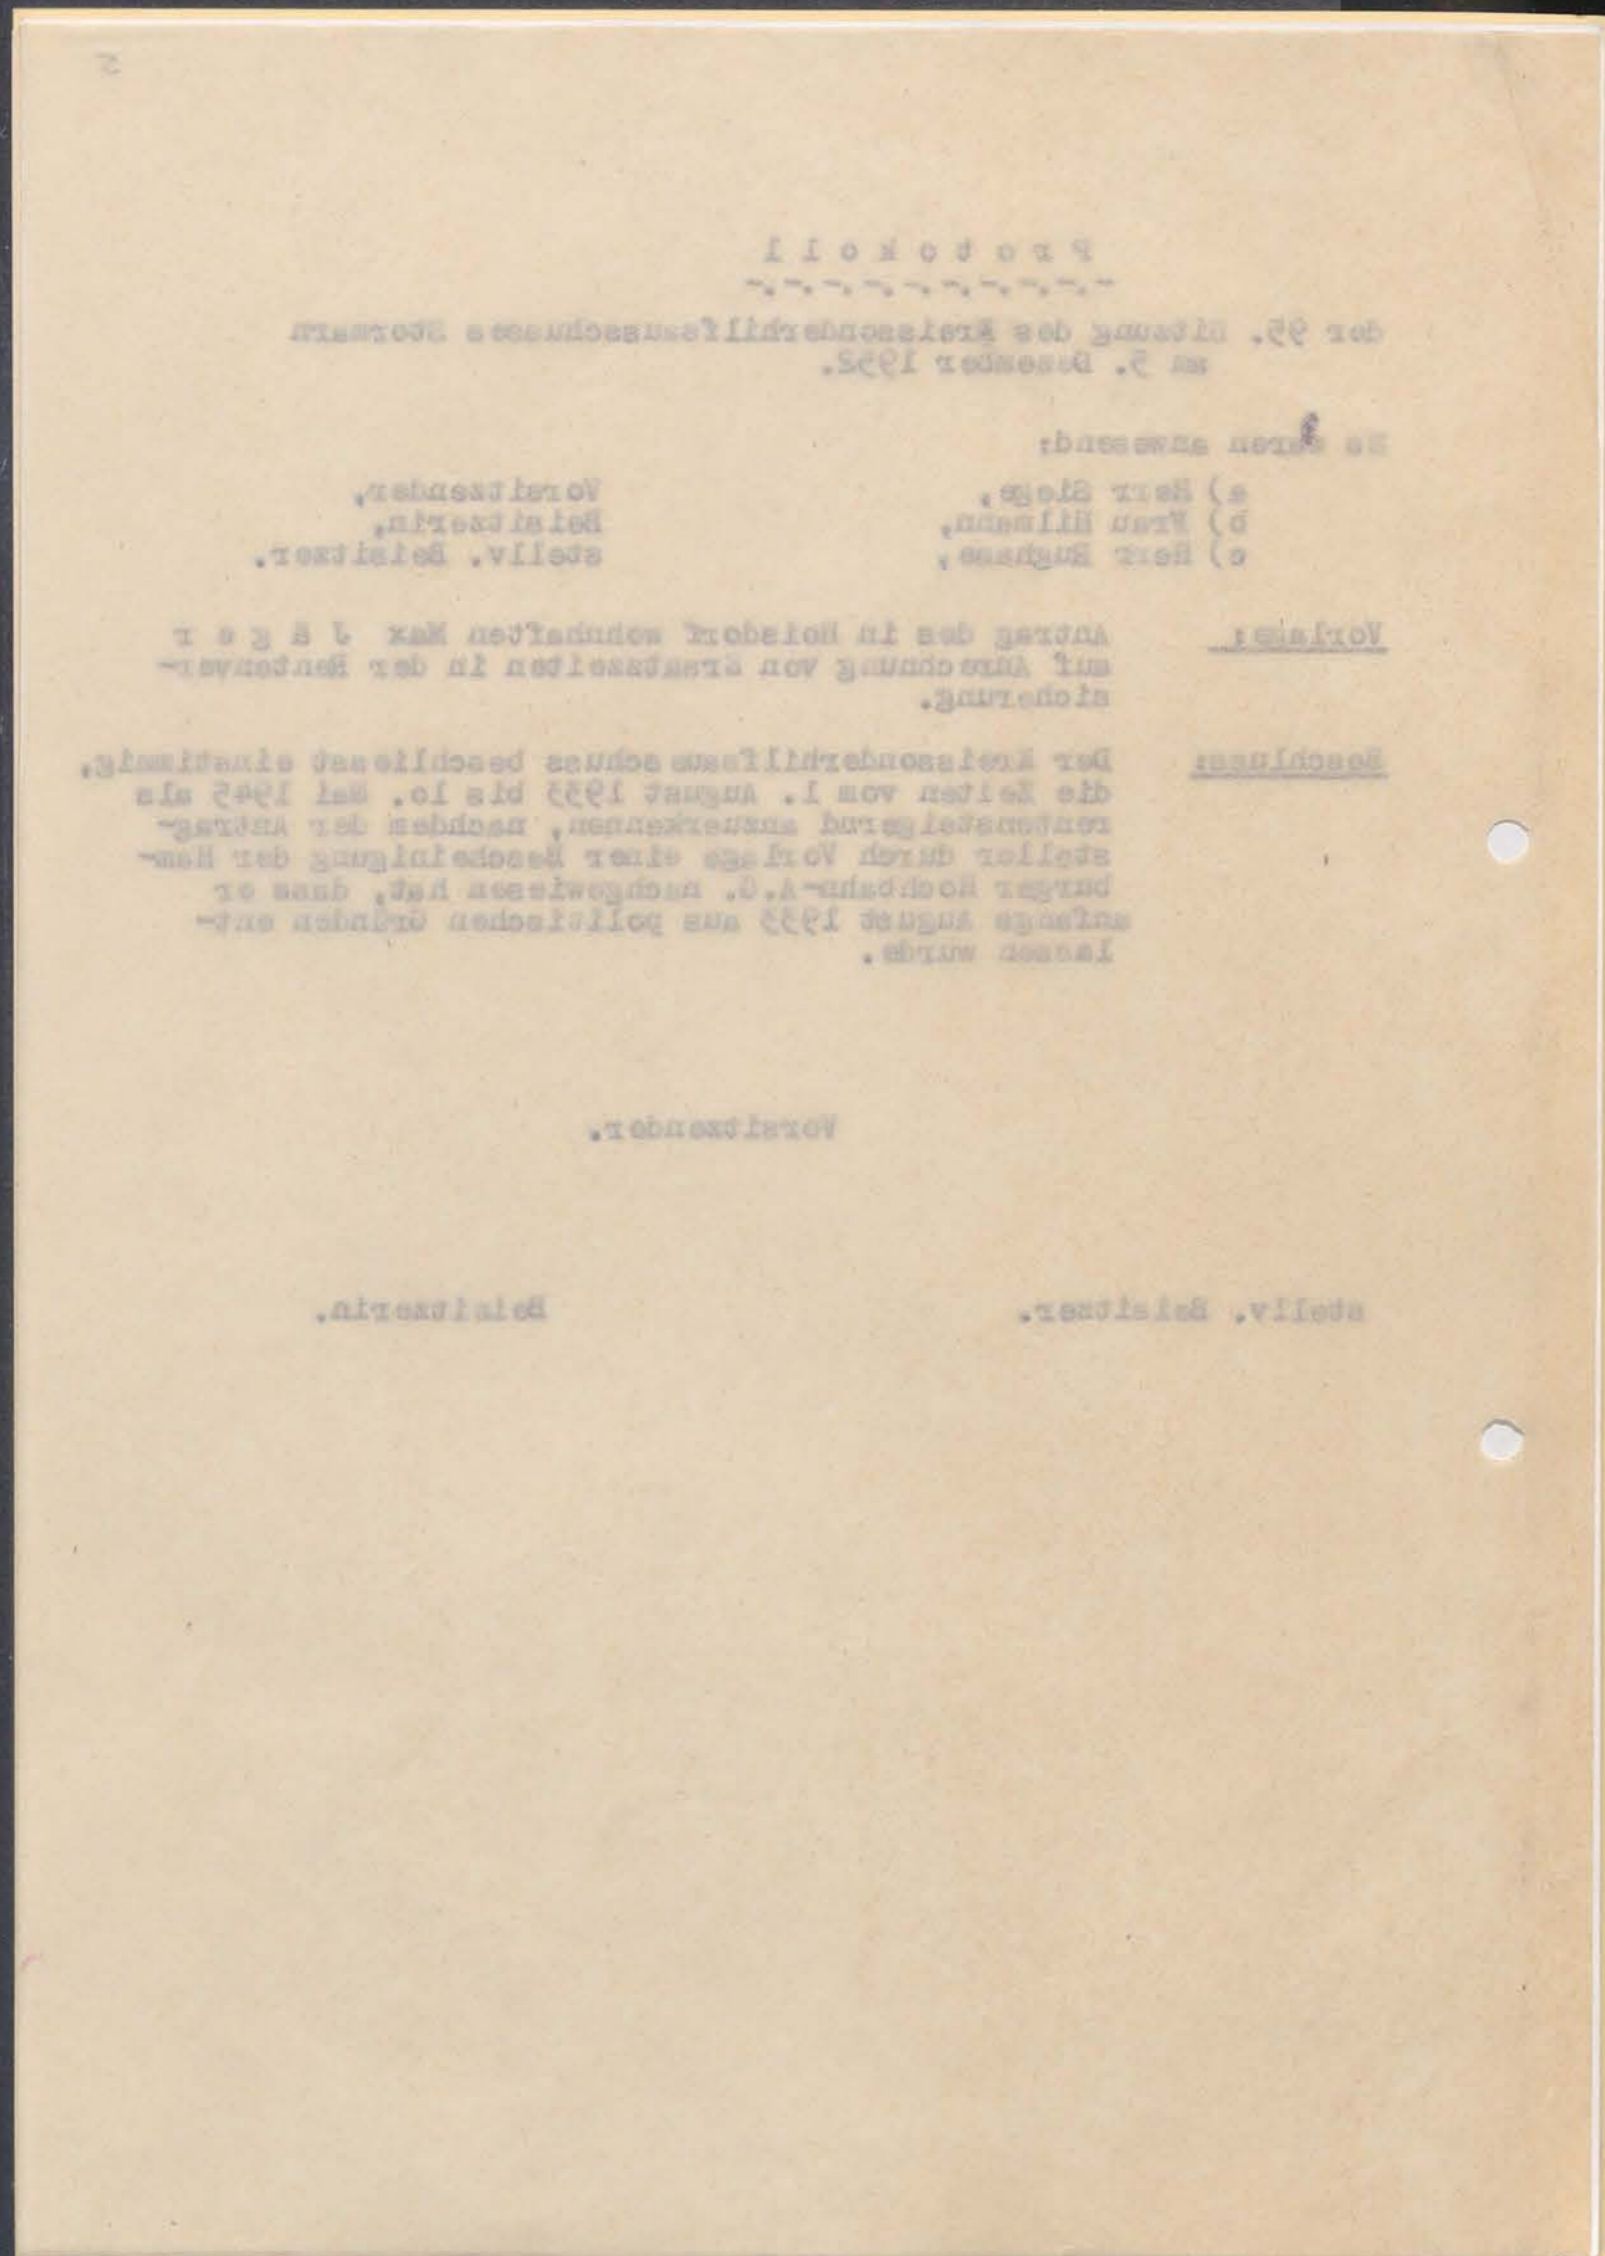 5
P r o t o k o l l
-.-.-.-.-.-.-.-.-.-
der 95. Sitzung des Kreissonderhilfsausschusses Stormarn
am 5. Dezember 1952.
Es waren anwesend:
a) Herr Siege, Vorsitzender,
b) Frau Hillmann, Beisitzerin,
c) Herr Hughase, stellv. Beisitzer.
Vorlage: Antrag des in Hoisdorf wohnhaften Max J ä g e r
auf Anrechnung von Ersatzzeiten in der Rentenver-
sicherung.
Beschluss: Der Kreissonderhilfsausschuss beschliesst einstimmig,
die Zeiten vom 1. August 1933 bis 10. Mai 1945 als
rentensteigernd anzuerkennen, nachdem der Antrag-
steller durch Vorlage einer Bescheinigung der Ham-
burger Hochbahn-A.G. nachgewiesen hat, dass er
anfangs August 1933 aus politischen Gründen ent-
lassen wurde.
Vorsitzender.
stellv. Beisitzer. Beisitzerin.